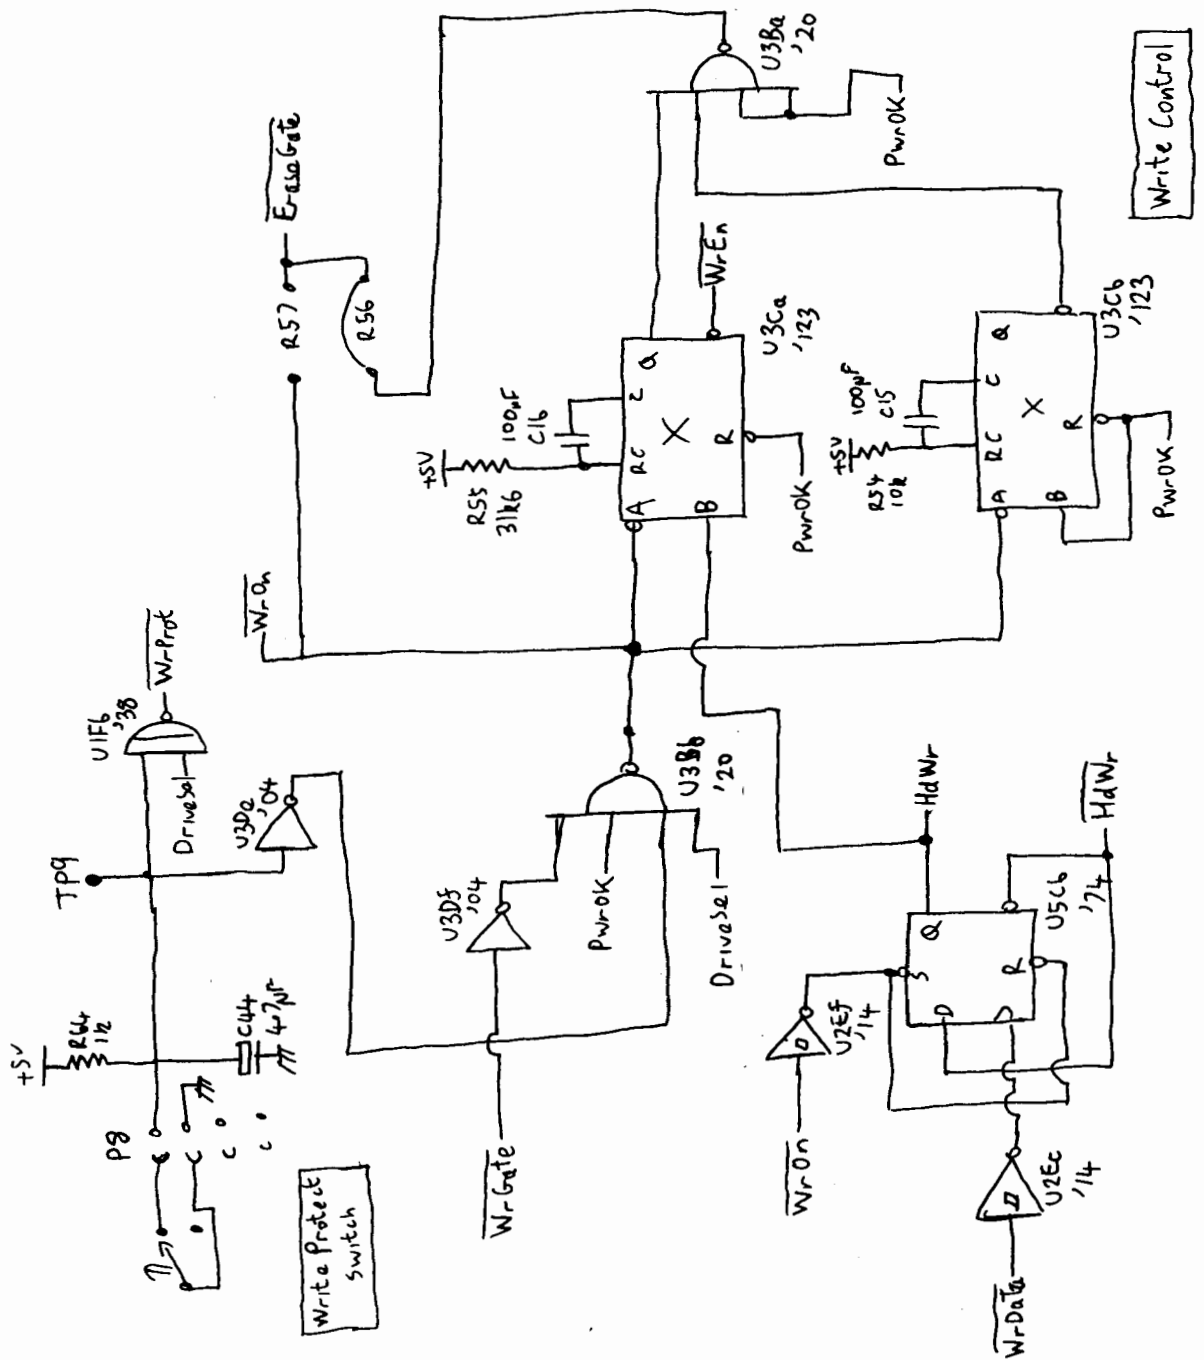 +5V
R64
1k
C44
47µF
P8
Write Protect
switch
TP9
U1F6
'38
WrProt
DriveSel
U3De
'04
WrGate
U3Df
'04
PwrOK
DriveSel
U3Bb
'20
WrOn
R57
R56
EraseGate
+5V
R55
31k6
100pF
C16
A
RC
C
Q
X
B
R
U3Ca
'123
WrEn
PwrOK
+5V
R54
10k
100pF
C15
A
RC
C
Q
X
B
R
U3Cb
'123
PwrOK
U3Ba
'20
PwrOK
WrOn
U2Ef
'14
WrData
U2Ec
'14
S
D
Q
R
U5Cb
'74
HdWr
HdWr
Write Control